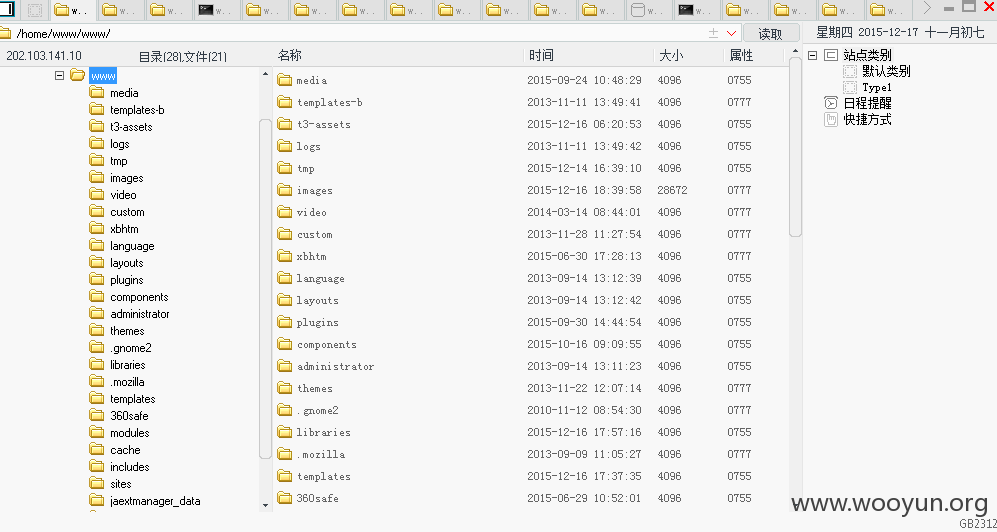 w... w... w... w... w... w... w... w... w... w... w... w... w... w... w... w... w... w...
/home/www/www/ 读取 星期四 2015-12-17 十一月初七
202.103.141.10 目录(28),文件(21) 名称 时间 大小 属性
www
media
templates-b
t3-assets
logs
tmp
images
video
custom
xbhtm
language
layouts
plugins
components
administrator
themes
.gnome2
libraries
.mozilla
templates
360safe
modules
cache
includes
sites
jaextmanager_data
media 2015-09-24 10:48:29 4096 0755
templates-b 2013-11-11 13:49:41 4096 0777
t3-assets 2015-12-16 06:20:53 4096 0755
logs 2013-11-11 13:49:42 4096 0755
tmp 2015-12-14 16:39:10 4096 0755
images 2015-12-16 18:39:58 28672 0777
video 2014-03-14 08:44:01 4096 0777
custom 2013-11-28 11:27:54 4096 0777
xbhtm 2015-06-30 17:28:13 4096 0777
language 2013-09-14 13:12:39 4096 0755
layouts 2013-09-14 13:12:42 4096 0755
plugins 2015-09-30 14:44:54 4096 0755
components 2015-10-16 09:09:55 4096 0755
administrator 2013-09-14 13:11:23 4096 0755
themes 2013-11-22 12:07:14 4096 0777
.gnome2 2010-11-12 08:54:30 4096 0777
libraries 2015-12-16 17:57:16 4096 0755
.mozilla 2013-09-09 11:05:27 4096 0777
templates 2015-12-16 17:37:35 4096 0755
360safe 2015-06-29 10:52:01 4096 0755
站点类别
默认类别
Type1
日程提醒
快捷方式
www.wooyun.org
GB2312